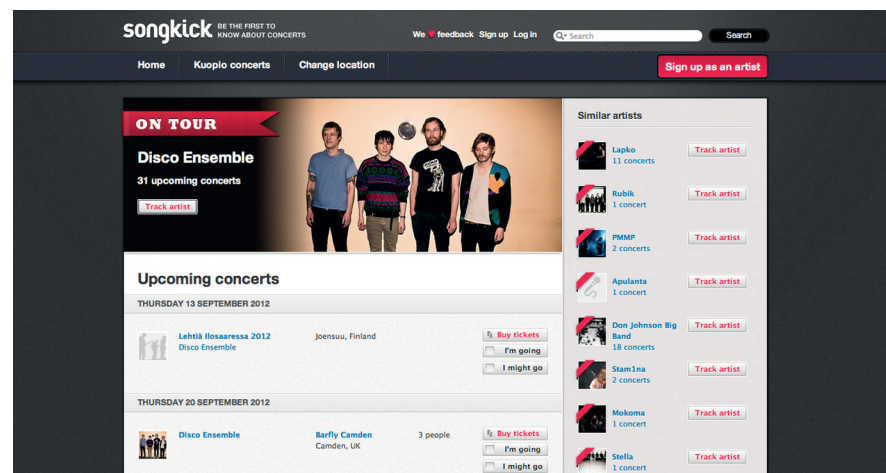 songkick BE THE FIRST TO
KNOW ABOUT CONCERTS
We feedback Sign up Log in
Search
Search
Home Kuopio concerts Change location
Sign up as an artist
ON TOUR
Disco Ensemble
31 upcoming concerts
Track artist
Upcoming concerts
THURSDAY 13 SEPTEMBER 2012
Lehtiä Ilosaaressa 2012
Disco Ensemble
Joensuu, Finland
Buy tickets
I'm going
I might go
THURSDAY 20 SEPTEMBER 2012
Disco Ensemble
Barfly Camden
Camden, UK
3 people
Buy tickets
I'm going
I might go
Similar artists
Lapko
11 concerts
Track artist
Rubik
1 concert
Track artist
PMMP
2 concerts
Track artist
Apulanta
1 concert
Track artist
Don Johnson Big
Band
18 concerts
Track artist
Stam1na
2 concerts
Track artist
Mokoma
1 concert
Track artist
Stella
1 concert
Track artist